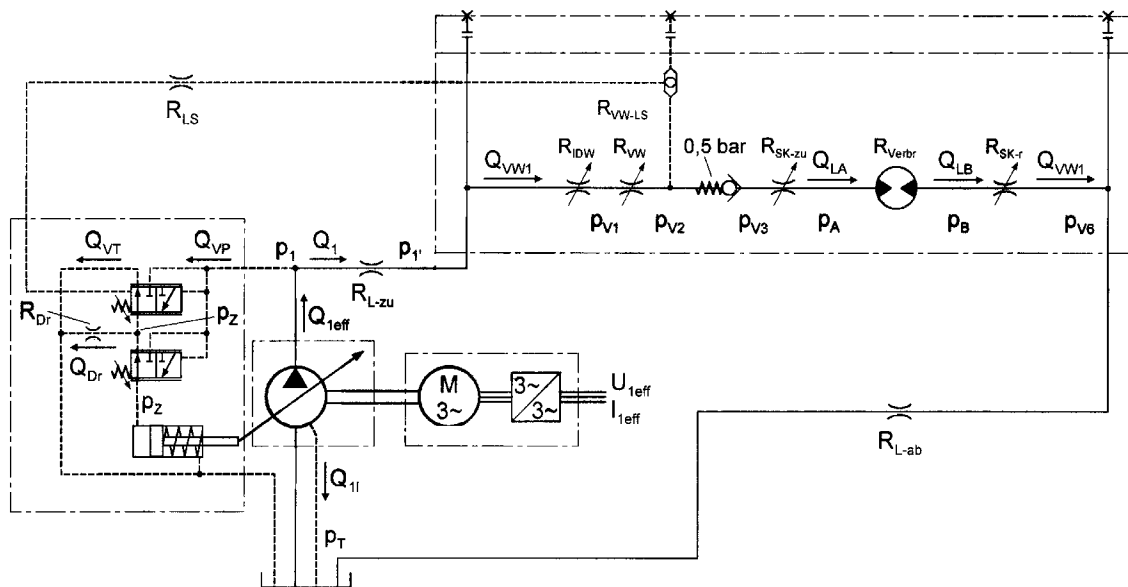 R_LS
R_VW-LS
Q_VW1
R_IDW
R_VW
0,5 bar
R_SK-zu
Q_LA
R_Verbr
Q_LB
R_SK-r
Q_VW1
p_V1
p_V2
p_V3
p_A
p_B
p_V6
Q_VT
Q_VP
p_1
Q_1
p_1'
R_L-zu
R_Dr
p_Z
Q_1eff
Q_Dr
p_Z
M
3~
3~
3~
U_1eff
I_1eff
R_L-ab
Q_1l
p_T